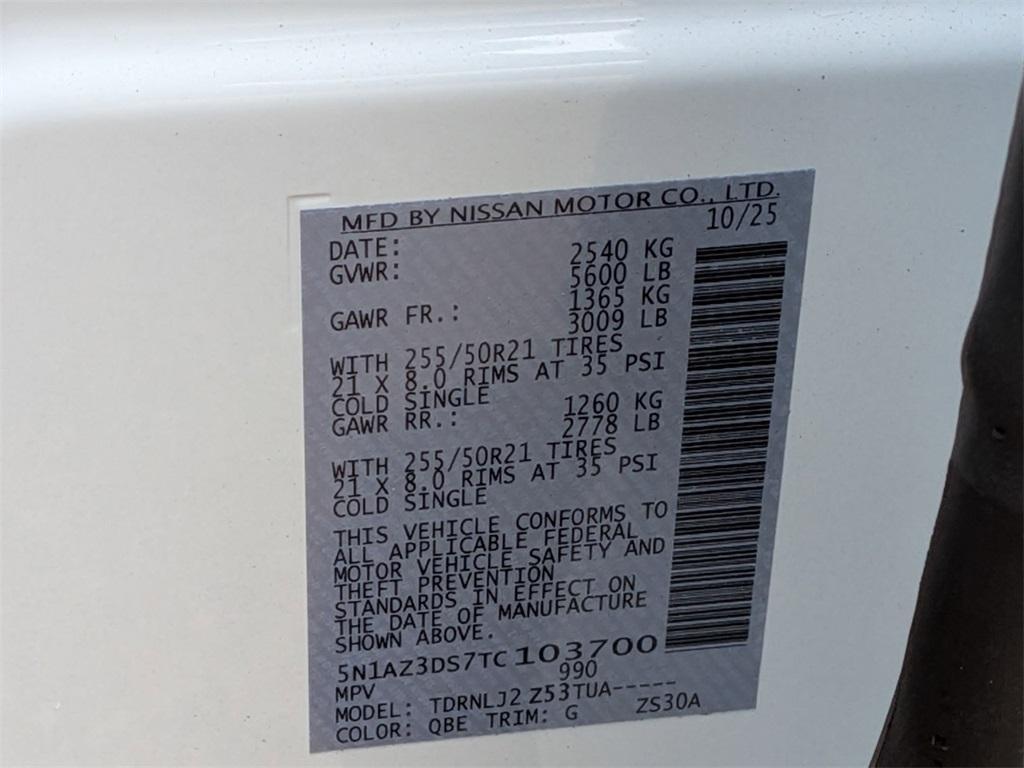 MFD BY NISSAN MOTOR CO., LTD.
DATE: 10/25
GVWR: 2540 KG
5600 LB
GAWR FR.: 1365 KG
3009 LB
WITH 255/50R21 TIRES
21 X 8.0 RIMS AT 35 PSI
COLD SINGLE
GAWR RR.: 1260 KG
2778 LB
WITH 255/50R21 TIRES
21 X 8.0 RIMS AT 35 PSI
COLD SINGLE
THIS VEHICLE CONFORMS TO
ALL APPLICABLE FEDERAL
MOTOR VEHICLE SAFETY AND
THEFT PREVENTION
STANDARDS IN EFFECT ON
THE DATE OF MANUFACTURE
SHOWN ABOVE.
5N1AZ3DS7TC103700
MPV 990
MODEL: TDRNLJ2 Z53TUA-----
COLOR: QBE TRIM: G ZS30A